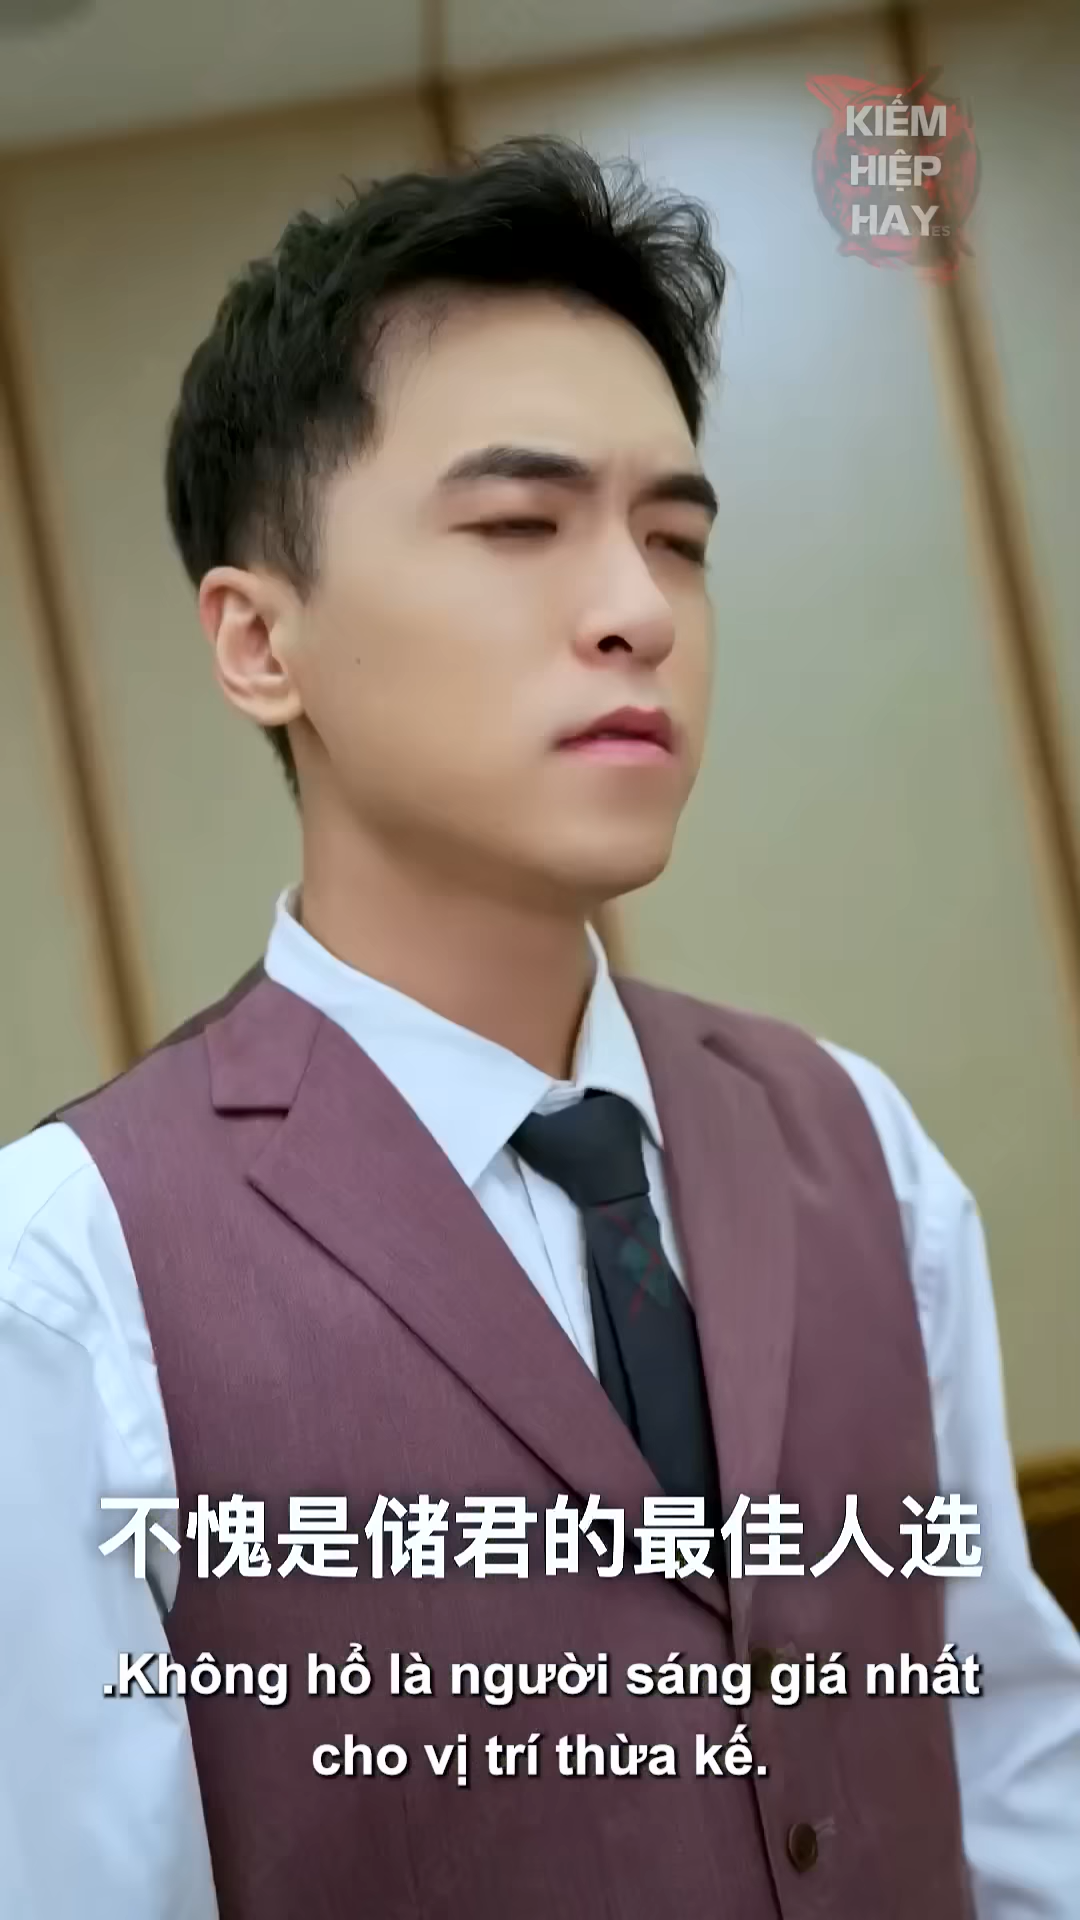 KIẾM
HIỆP
HAY
ES
不愧是储君的最佳人选
.Không hổ là người sáng giá nhất
cho vị trí thừa kế.